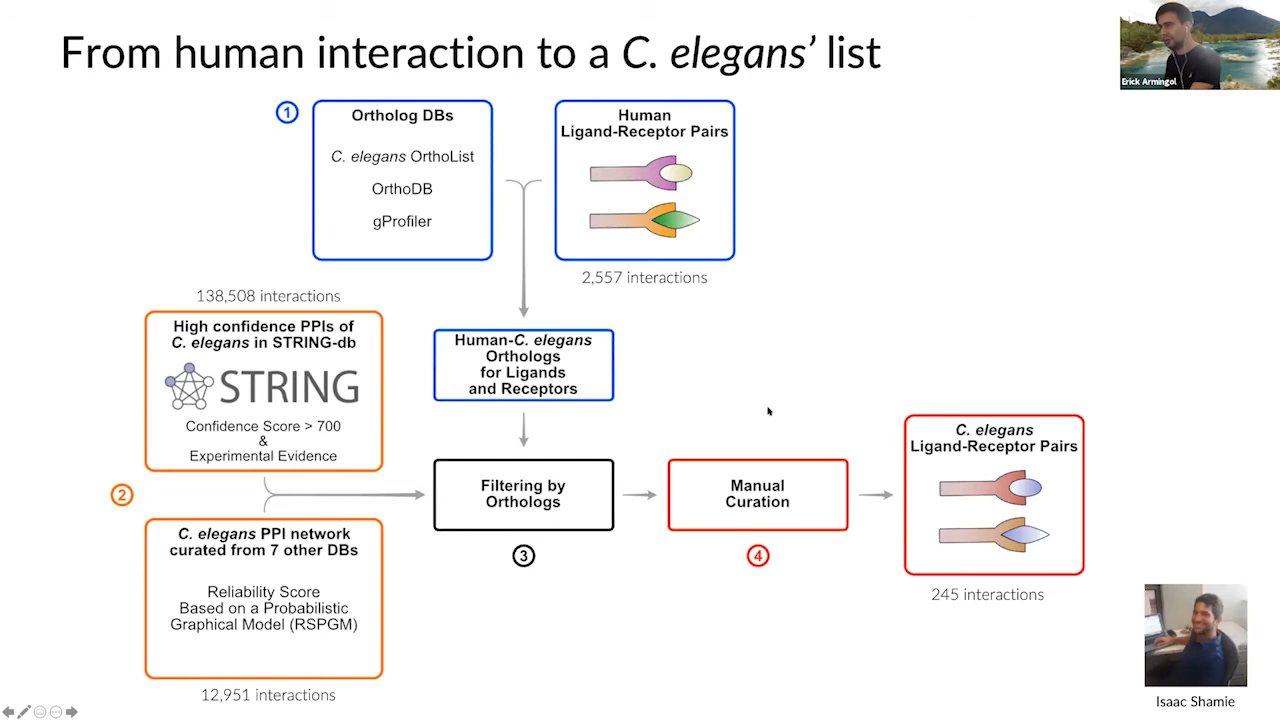 From human interaction to a C. elegans' list
Erick Armingol
1
Ortholog DBs
C. elegans OrthoList
OrthoDB
gProfiler
Human
Ligand-Receptor Pairs
2,557 interactions
138,508 interactions
High confidence PPIs of
C. elegans in STRING-db
STRING
Confidence Score > 700
&
Experimental Evidence
Human-C. elegans
Orthologs
for Ligands
and Receptors
2
C. elegans PPI network
curated from 7 other DBs
Reliability Score
Based on a Probabilistic
Graphical Model (RSPGM)
12,951 interactions
Filtering by
Orthologs
3
Manual
Curation
4
C. elegans
Ligand-Receptor Pairs
245 interactions
Isaac Shamie